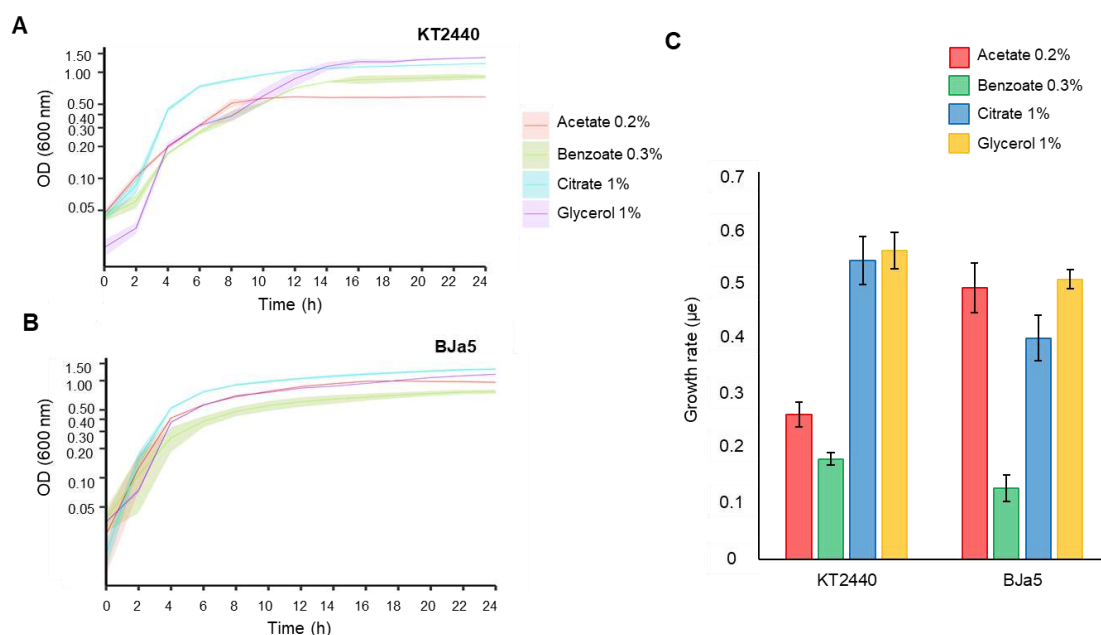 A
KT2440
OD (600 nm)
1.50
1.00
0.50
0.40
0.30
0.20
0.10
0.05
0 2 4 6 8 10 12 14 16 18 20 22 24
Time (h)
Acetate 0.2%
Benzoate 0.3%
Citrate 1%
Glycerol 1%
B
BJa5
OD (600 nm)
1.50
1.00
0.50
0.40
0.30
0.20
0.10
0.05
0 2 4 6 8 10 12 14 16 18 20 22 24
Time (h)
C
Acetate 0.2%
Benzoate 0.3%
Citrate 1%
Glycerol 1%
Growth rate (µe)
0.7
0.6
0.5
0.4
0.3
0.2
0.1
0
KT2440 BJa5